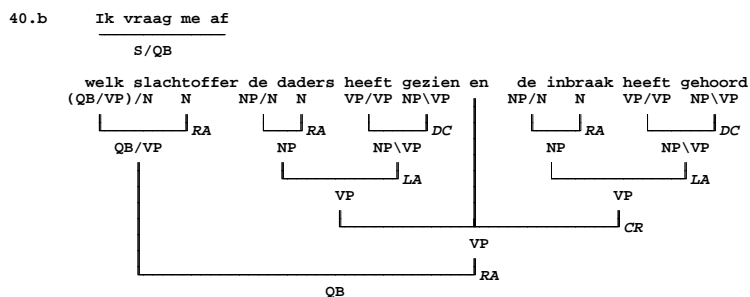 40.b Ik vraag me af
S/QB
welk slachtoffer de daders heeft gezien en de inbraak heeft gehoord
(QB/VP)/N N NP/N N VP/VP NP\VP NP/N N VP/VP NP\VP
RA RA DC RA DC
QB/VP NP NP\VP NP NP\VP
LA LA
VP VP
CR
VP
RA
QB